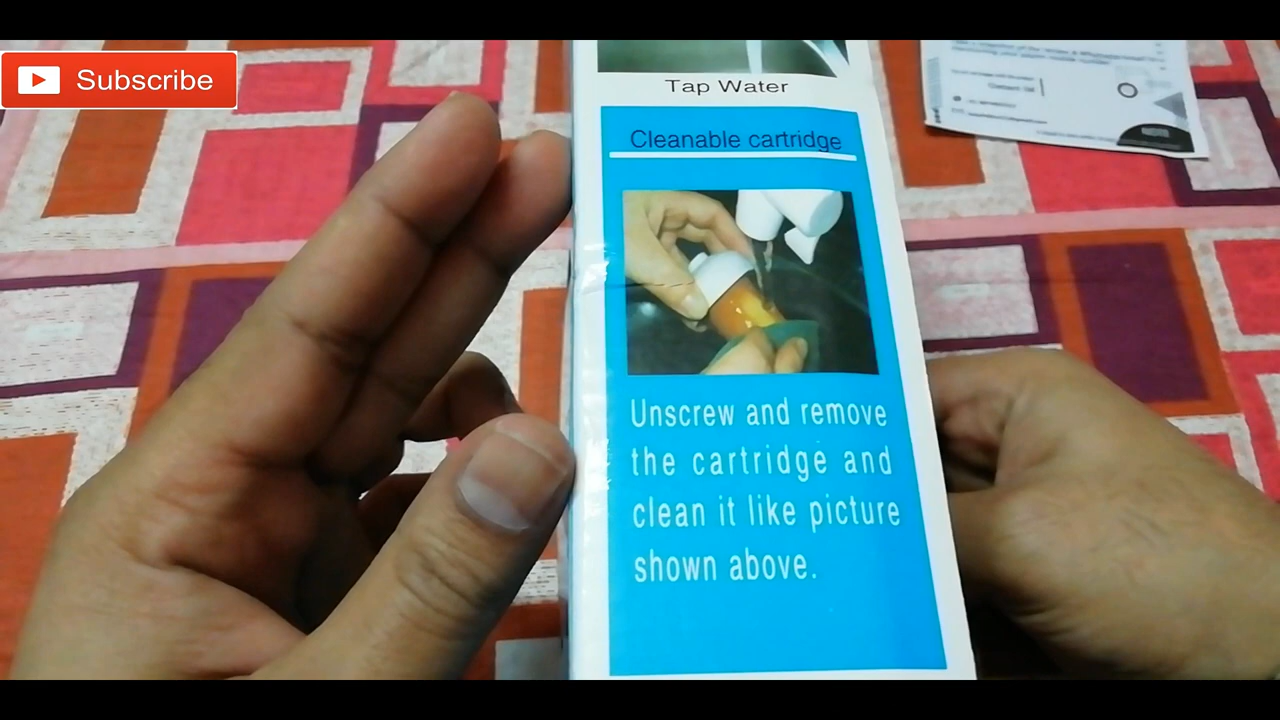 Subscribe
Tap Water
Cleanable cartridge
Unscrew and remove
the cartridge and
clean it like picture
shown above.